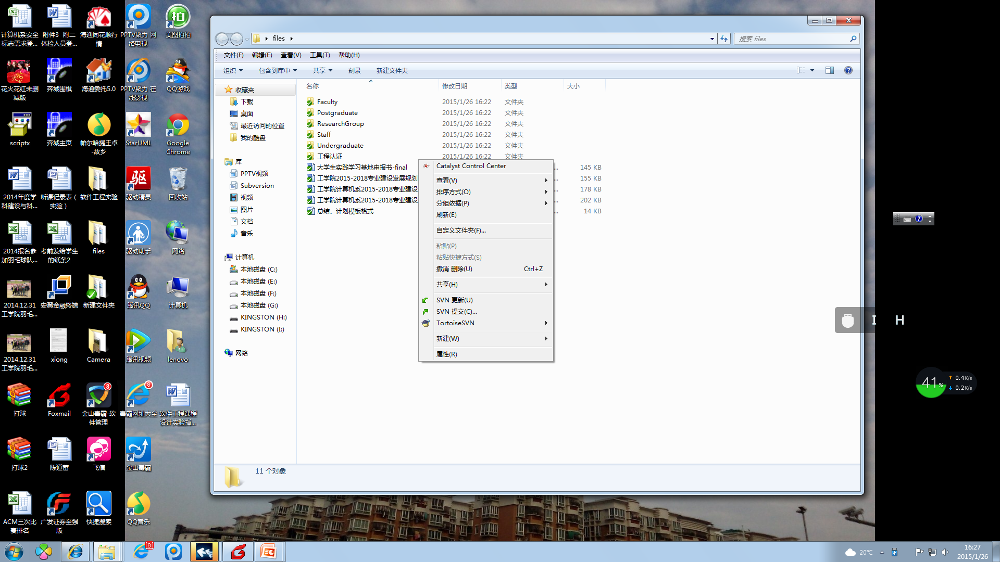 计算机系安全
标志需求登...
附件3 附二
体检人员登...
海通同花顺行
情
PPTV聚力 网
络电视
美图拍拍
花火花红未删
减版
弈城围棋
海通委托5.0
PPTV聚力 在
线影视
QQ游戏
scriptx
弈城主页
帕尔哈提王卓
-故乡
StarUML
Google
Chrome
2014年度学
科建设与科...
听课记录表（
实验）
软件工程实验
驱动精灵
回收站
2014报名参
加羽毛球队...
考前发给学生
的纸条2
files
驱动助手
网络
2014.12.31
工学院羽毛...
安翼金融终端
新建文件夹
腾讯QQ
计算机
2014.12.31
工学院羽毛...
xiong
Camera
腾讯视频
lenovo
打球
Foxmail
金山毒霸-软
件管理
毒霸网址大全
软件工程课程
设计实验指...
打球2
陈道蓄
飞信
金山毒霸
ACM三次比
赛排名
广发证券至强
版
快捷搜索
QQ音乐
files
搜索 files
文件(F) 编辑(E) 查看(V) 工具(T) 帮助(H)
组织 包含到库中 共享 刻录 新建文件夹
收藏夹
下载
桌面
最近访问的位置
我的酷盘
库
PPTV视频
Subversion
视频
图片
文档
音乐
计算机
本地磁盘 (C:)
本地磁盘 (E:)
本地磁盘 (F:)
本地磁盘 (G:)
KINGSTON (H:)
KINGSTON (I:)
网络
名称 修改日期 类型 大小
Faculty 2015/1/26 16:22 文件夹
Postgraduate 2015/1/26 16:22 文件夹
ResearchGroup 2015/1/26 16:22 文件夹
Staff 2015/1/26 16:22 文件夹
Undergraduate 2015/1/26 16:22 文件夹
工程认证 2015/1/26 16:22 文件夹
大学生实践学习基地申报书-final ... 145 KB
工学院2015-2018专业建设发展规划 ... 155 KB
工学院计算机系2015-2018专业建设 ... 178 KB
工学院计算机系2015-2018专业建设 ... 202 KB
总结、计划模板格式 ... 14 KB
Catalyst Control Center
查看(V)
排序方式(O)
分组依据(P)
刷新(E)
自定义文件夹(F)...
粘贴(P)
粘贴快捷方式(S)
撤消 删除(U) Ctrl+Z
共享(H)
SVN 更新(U)
SVN 提交(C)...
TortoiseSVN
新建(W)
属性(R)
11 个对象
I H
41% 0.4K/s
0.2K/s
20℃
16:27
2015/1/26